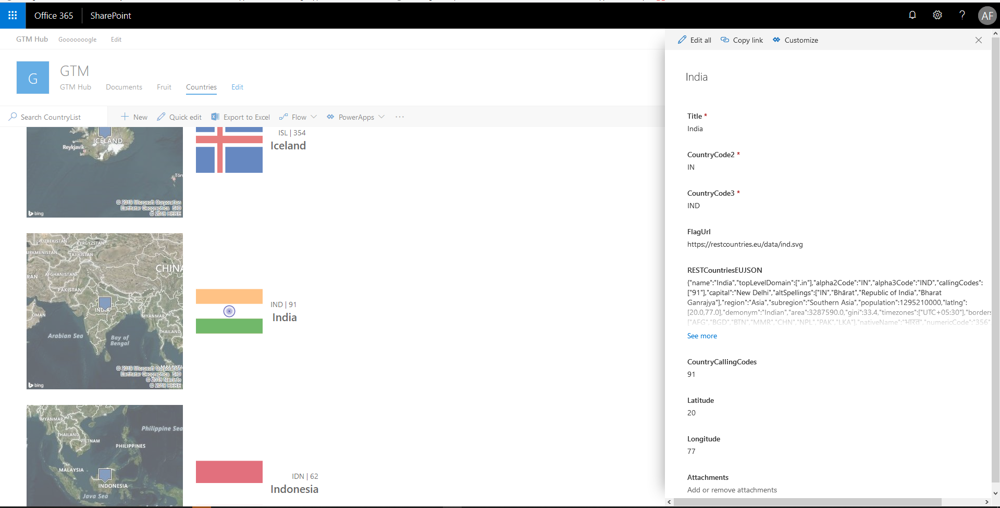 Office 365
SharePoint
AF
GTM Hub
Gooooooogle
Edit
G
GTM
GTM Hub
Documents
Fruit
Countries
Edit
Search CountryList
New
Quick edit
Export to Excel
Flow
PowerApps
ICELAND
Reykjavik
© 2019 Microsoft Corporation
Earthstar Geographics SIO
© 2019 HERE
bing
ISL | 354
Iceland
UZBEKISTAN
KYRGYZSTAN
TAJIKISTAN
CHINA
AFGHANISTAN
PAKISTAN
INDIA
OMAN
MYANMAR
THAILAND
Arabian Sea
Bay of
Bengal
© 2019 Microsoft Corporation
Earthstar Geographics SIO
© 2019 NavInfo
© 2019 HERE
bing
IND | 91
India
MYANMAR
THAILAND
VIETNAM
Philippine Sea
PHILIPPINES
MALAYSIA
INDONESIA
Java Sea
IDN | 62
Indonesia
Edit all
Copy link
Customize
India
Title *
India
CountryCode2 *
IN
CountryCode3 *
IND
FlagUrl
https://restcountries.eu/data/ind.svg
RESTCountriesEUJSON
{"name":"India","topLevelDomain":[".in"],"alpha2Code":"IN","alpha3Code":"IND","callingCodes":
["91"],"capital":"New Delhi","altSpellings":["IN","Bhārat","Republic of India","Bharat
Ganrajya"],"region":"Asia","subregion":"Southern Asia","population":1295210000,"latlng":
[20.0,77.0],"demonym":"Indian","area":3287590.0,"gini":33.4,"timezones":["UTC+05:30"],"borders
["AFG","BGD","BTN","MMR","CHN","NPL","PAK","LKA"],"nativeName":"भारत","numericCode":"356",
See more
CountryCallingCodes
91
Latitude
20
Longitude
77
Attachments
Add or remove attachments